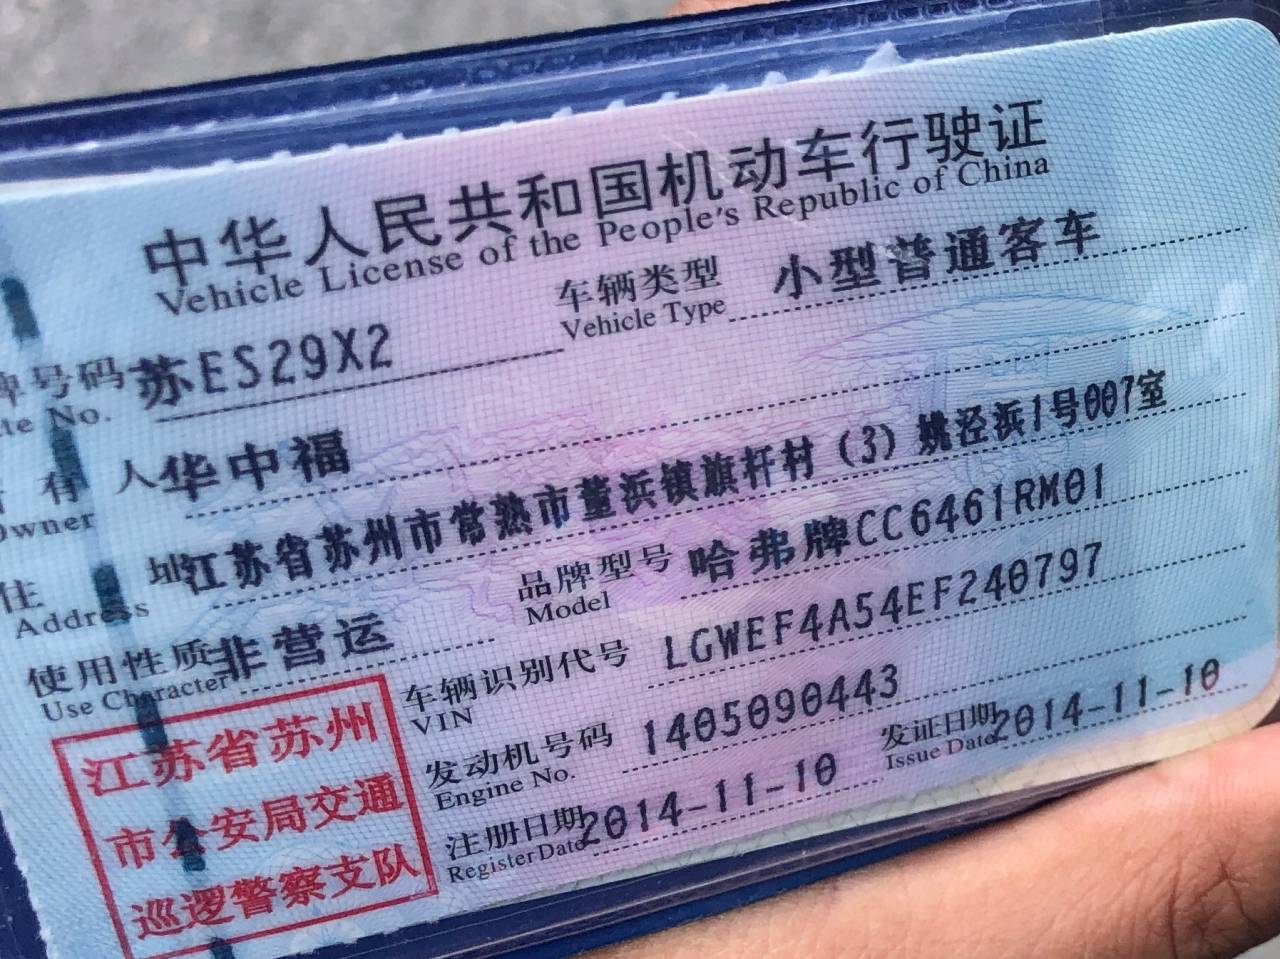 中华人民共和国机动车行驶证
Vehicle License of the People's Republic of China
号码 苏ES29X2 车辆类型 小型普通客车
No. Vehicle Type
有 人 华中福
Owner
住 址 江苏省苏州市常熟市董浜镇旗杆村(3)姚泾浜1号007室
Address
使用性质 非营运 品牌型号 哈弗牌CC6461RM01
Use Character Model
车辆识别代号 LGWEF4A54EF240797
VIN
发动机号码 1405090443
Engine No.
注册日期 2014-11-10 发证日期 2014-11-10
Register Date Issue Date
江苏省苏州
市公安局交通
巡逻警察支队